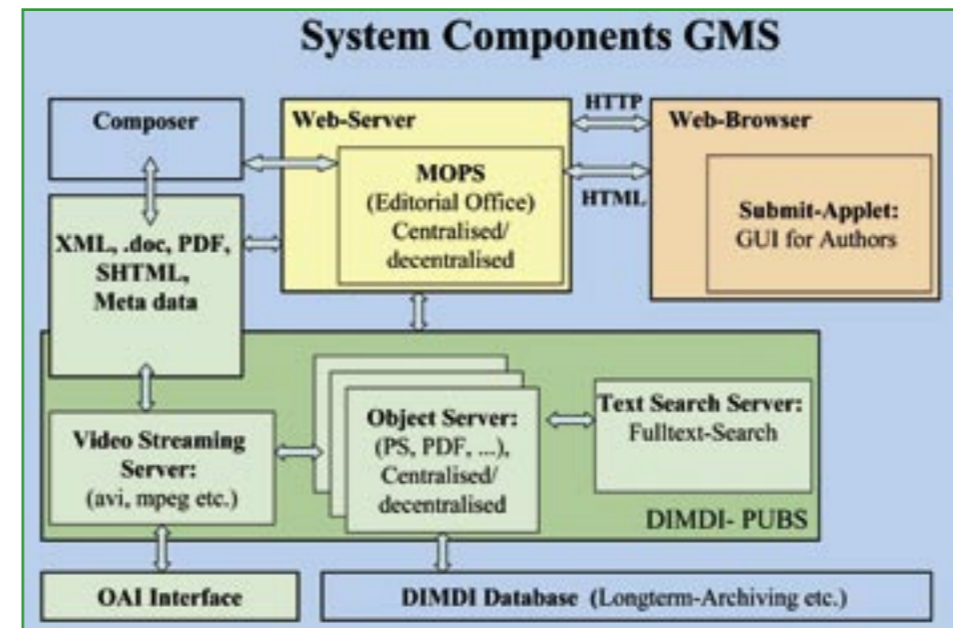 System Components GMS
Composer
Web-Server
HTTP
Web-Browser
MOPS
(Editorial Office)
Centralised/
decentralised
HTML
Submit-Applet:
GUI for Authors
XML, .doc, PDF,
SHTML,
Meta data
Video Streaming
Server:
(avi, mpeg etc.)
Object Server:
(PS, PDF, ...),
Centralised/
decentralised
Text Search Server:
Fulltext-Search
DIMDI- PUBS
OAI Interface
DIMDI Database (Longterm-Archiving etc.)